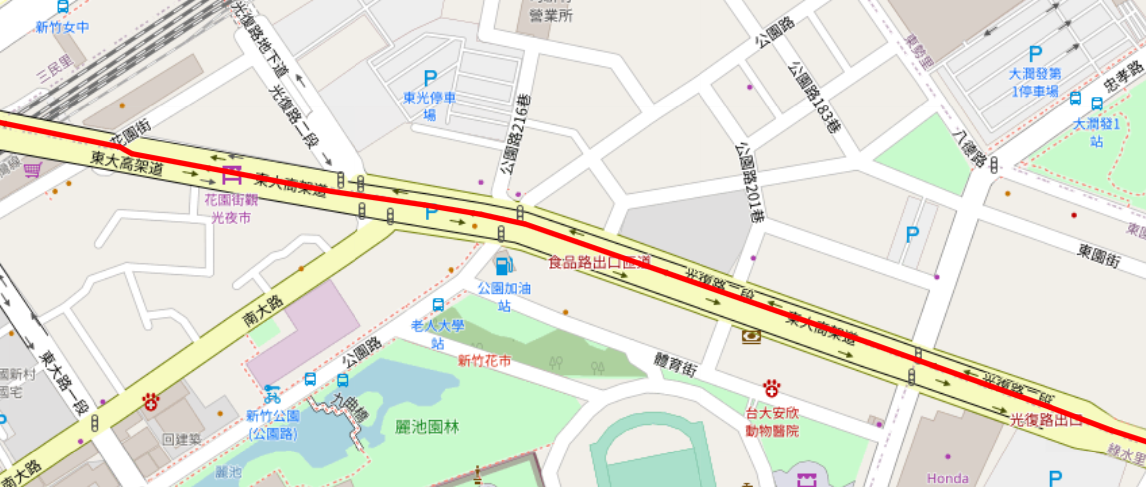 營業所
新竹女中
光復路地下道
公園路
東勢里
三民里
P
東光停車
場
P
大潤發第
1停車場
忠孝路
公園路183巷
大潤發1
站
光復路二段
公園路216巷
花園街
八德路
東大高架道
東大高架道
公園路201巷
花園街觀
光夜市
P
P
東園街
食品路出口匝道
光復路二段
公園加油
站
南大路
老人大學
站
東大高架道
東大路一段
公園路
新竹花市
體育街
光復路二段
國新村
國宅
九曲橋
新竹公園
(公園路)
麗池園林
台大安欣
動物醫院
光復路出口
回建築
綠水里
南大路
麗池
Honda
P